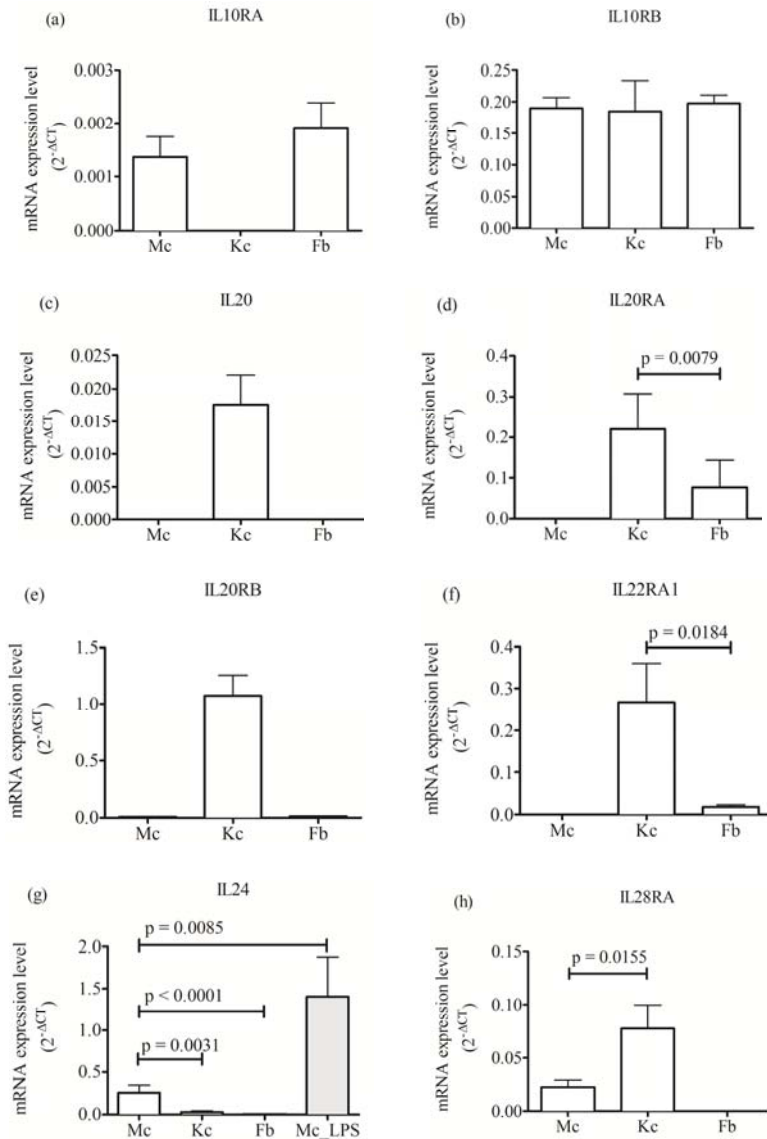 (a) IL10RA
mRNA expression level
(2^-ΔCT)
0.003
0.002
0.001
0.000
Mc Kc Fb
(b) IL10RB
mRNA expression level
(2^-ΔCT)
0.25
0.20
0.15
0.10
0.05
0.00
Mc Kc Fb
(c) IL20
mRNA expression level
(2^-ΔCT)
0.025
0.020
0.015
0.010
0.005
0.000
Mc Kc Fb
(d) IL20RA
mRNA expression level
(2^-ΔCT)
0.4
0.3
0.2
0.1
0.0
p = 0.0079
Mc Kc Fb
(e) IL20RB
mRNA expression level
(2^-ΔCT)
1.5
1.0
0.5
0.0
Mc Kc Fb
(f) IL22RA1
mRNA expression level
(2^-ΔCT)
0.4
0.3
0.2
0.1
0.0
p = 0.0184
Mc Kc Fb
(g) IL24
mRNA expression level
(2^-ΔCT)
2.0
1.5
1.0
0.5
0.0
p = 0.0085
p < 0.0001
p = 0.0031
Mc Kc Fb Mc_LPS
(h) IL28RA
mRNA expression level
(2^-ΔCT)
0.15
0.10
0.05
0.00
p = 0.0155
Mc Kc Fb